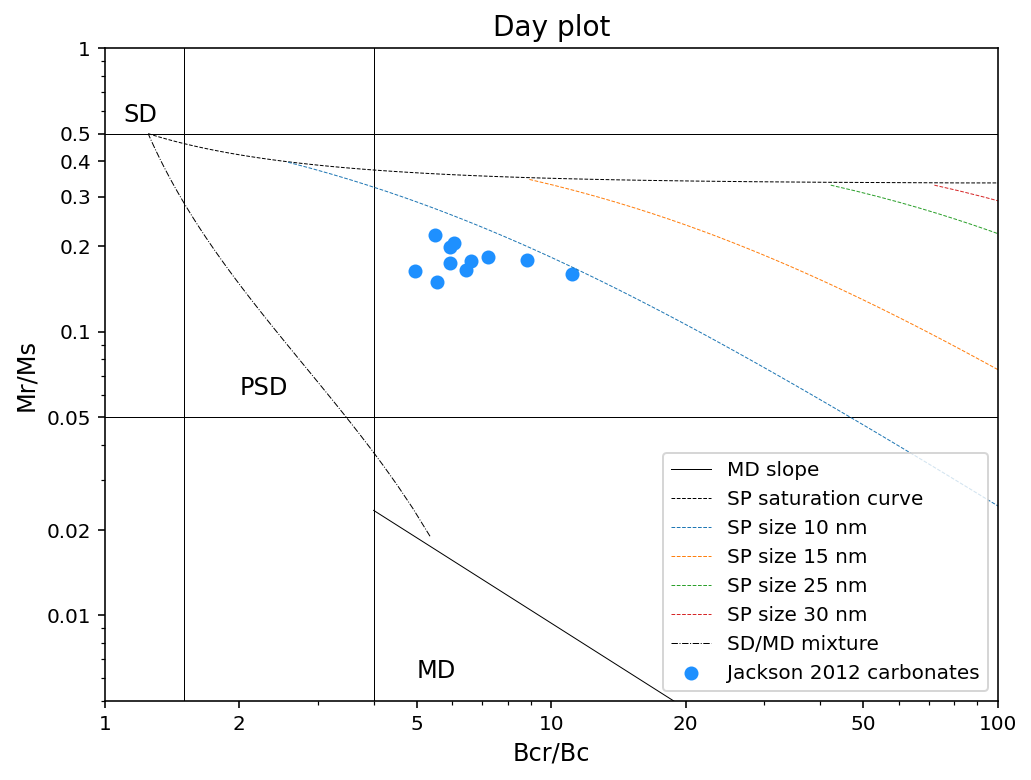 Day plot
1
0.5
0.4
0.3
0.2
0.1
0.05
0.02
0.01
Mr/Ms
SD
PSD
MD
MD slope
SP saturation curve
SP size 10 nm
SP size 15 nm
SP size 25 nm
SP size 30 nm
SD/MD mixture
Jackson 2012 carbonates
1 2 5 10 20 50 100
Bcr/Bc